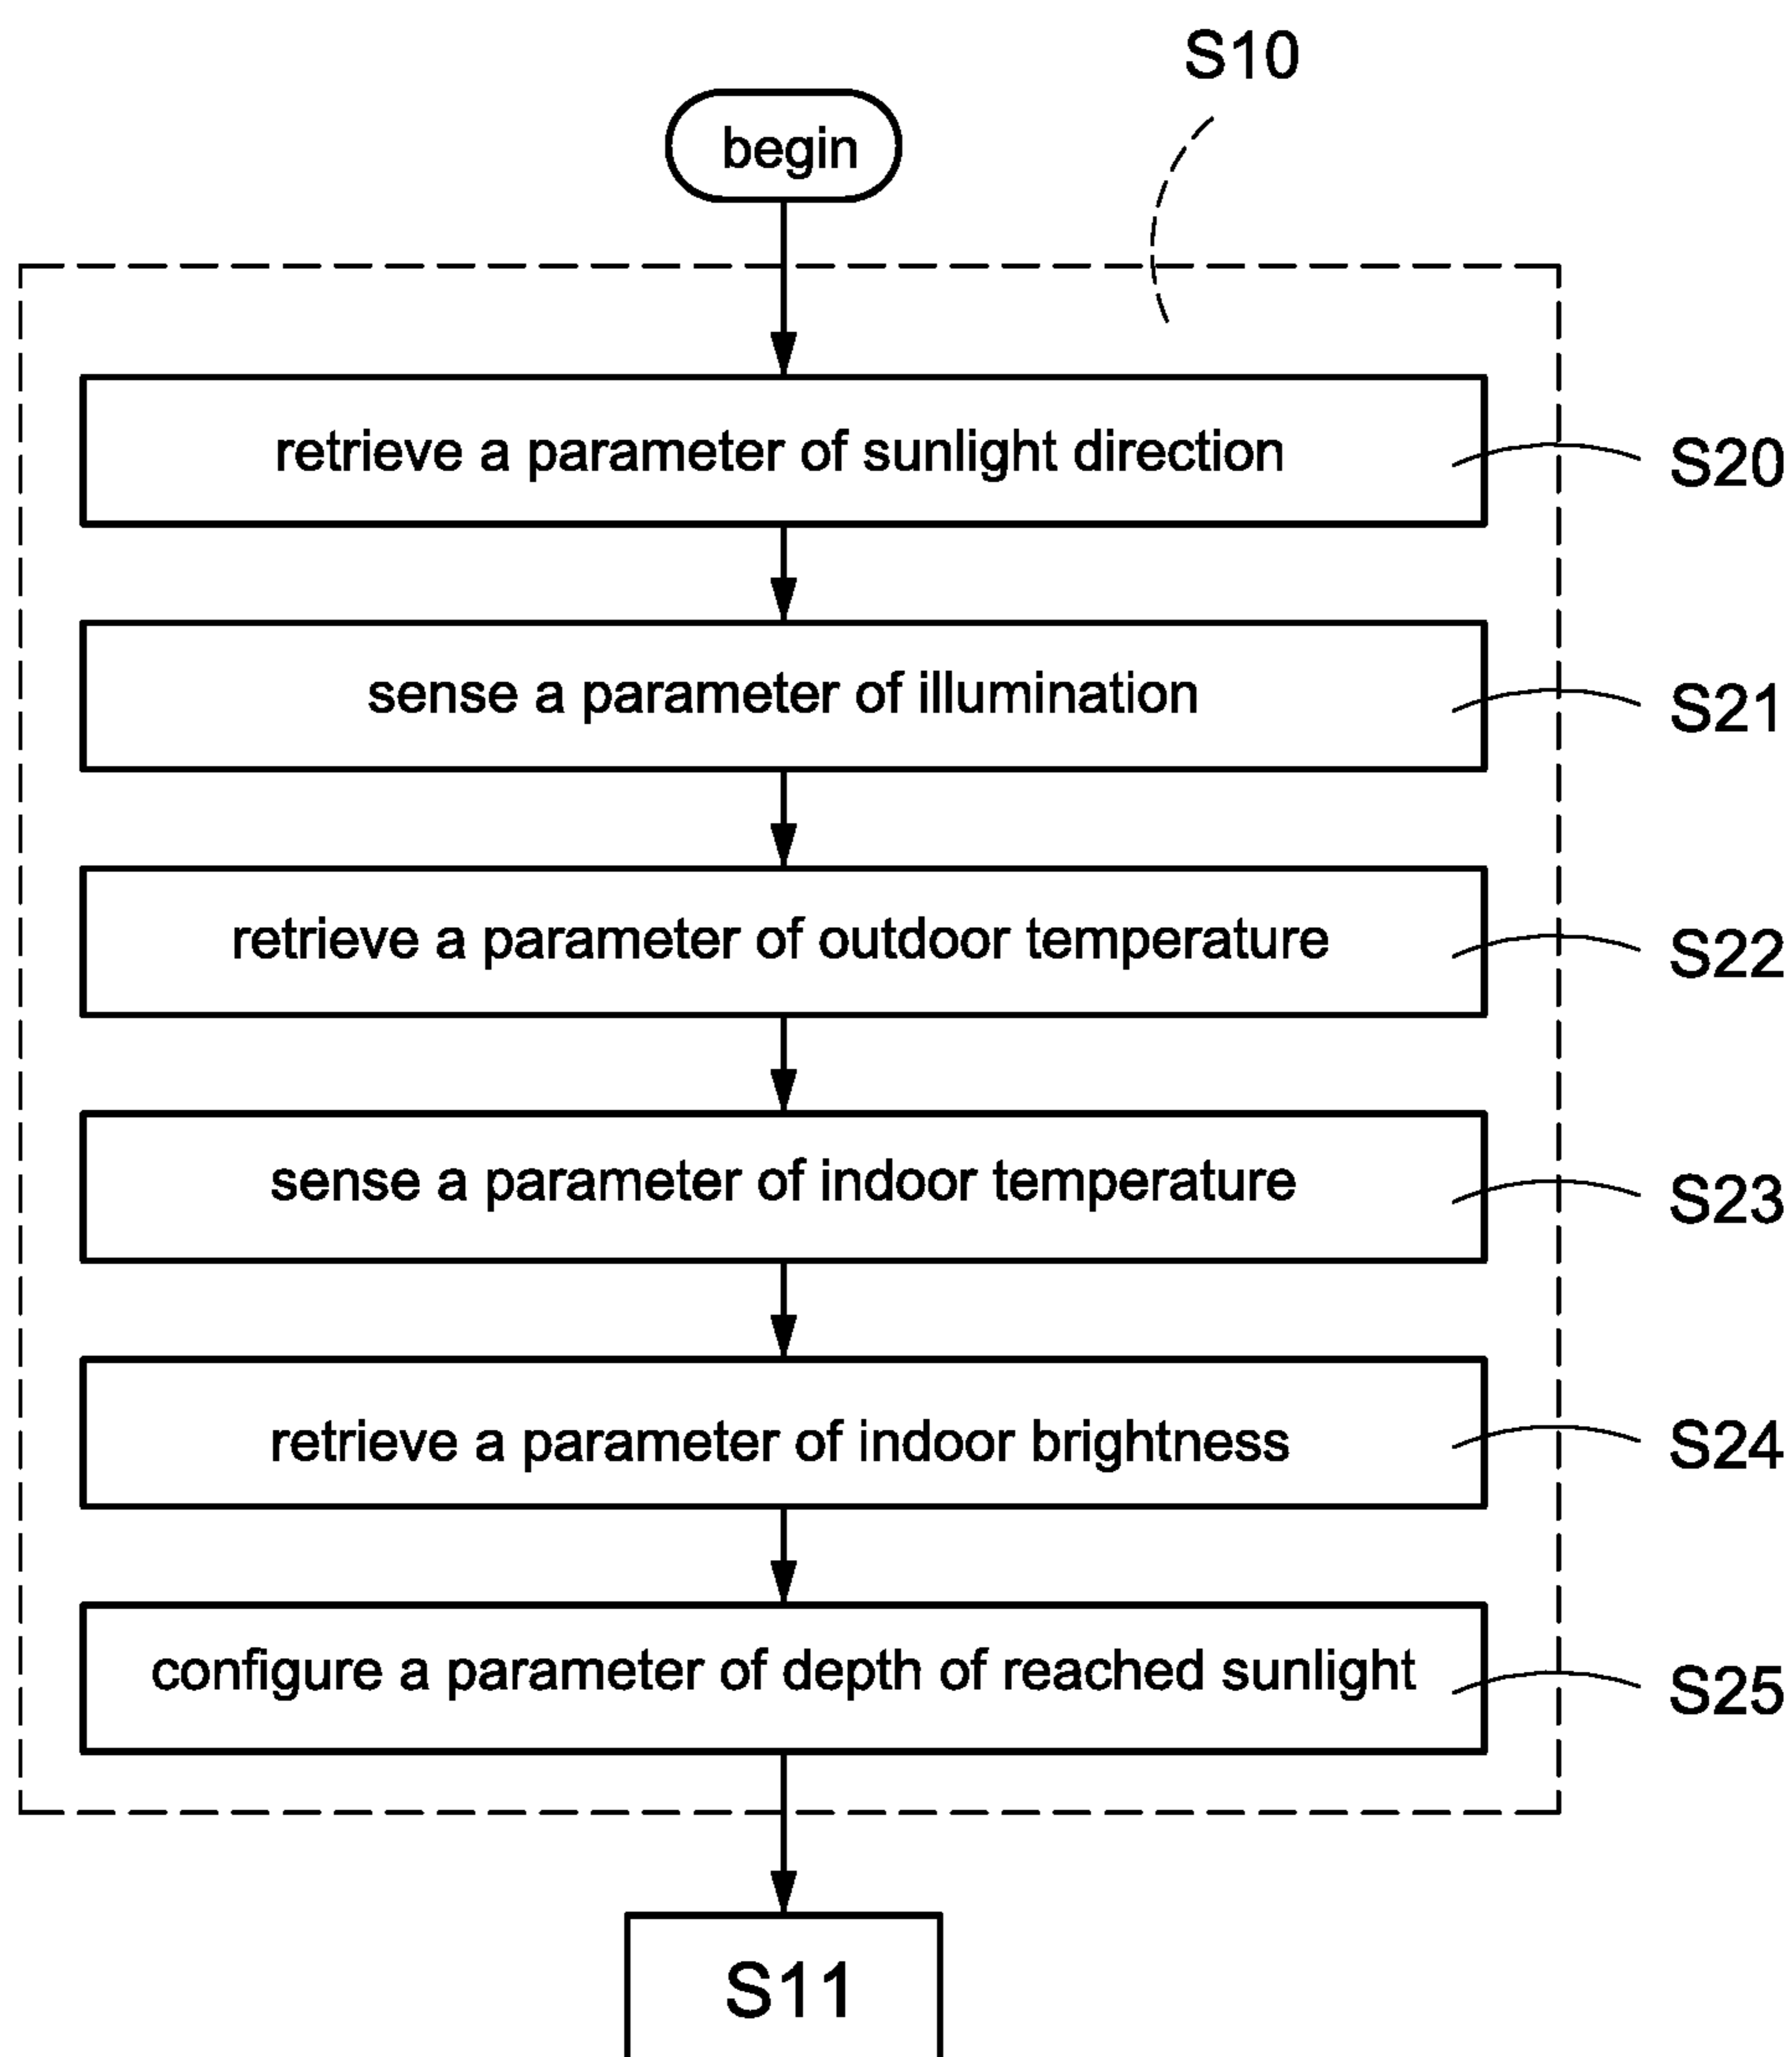 S10
begin
retrieve a parameter of sunlight direction
S20
sense a parameter of illumination
S21
retrieve a parameter of outdoor temperature
S22
sense a parameter of indoor temperature
S23
retrieve a parameter of indoor brightness
S24
configure a parameter of depth of reached sunlight
S25
S11